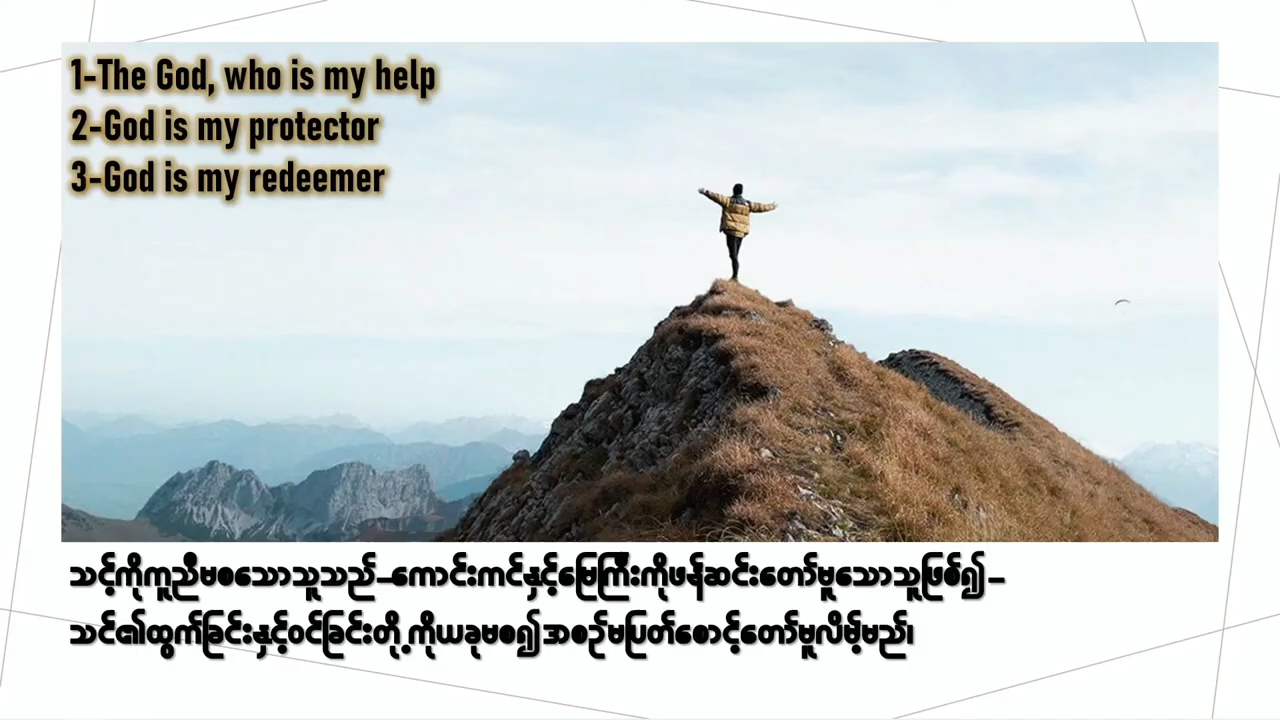 1-The God, who is my help
2-God is my protector
3-God is my redeemer
သင့်ကိုကူညီမစသောသူသည်-ကောင်းကင်နှင့်မြေကြီးကိုဖန်ဆင်းတော်မူသောသူဖြစ်၍-
သင်၏ထွက်ခြင်းနှင့်ဝင်ခြင်းတို့ကိုယခုမစ၍အစဉ်မပြတ်စောင့်တော်မူလိမ့်မည်၊